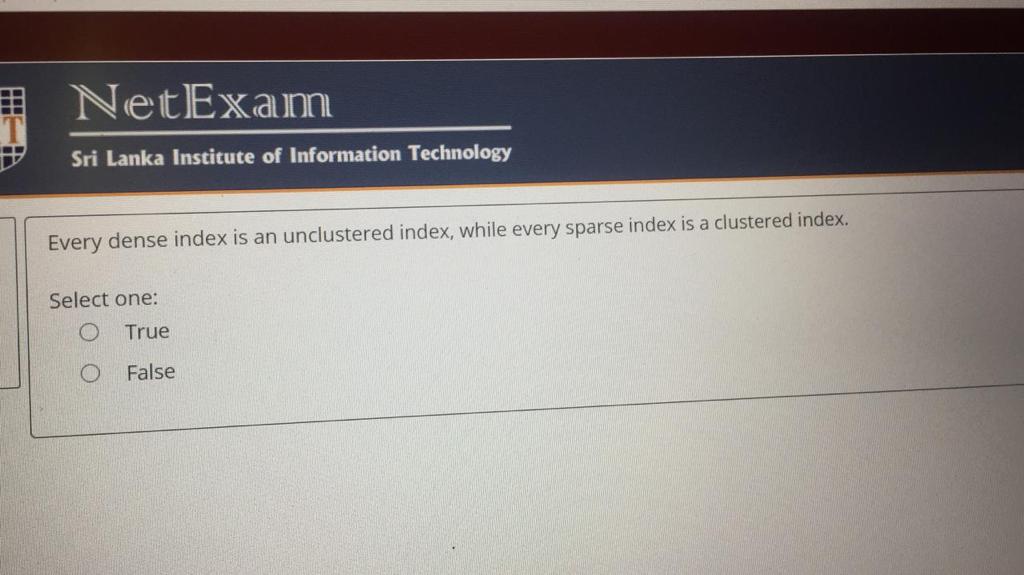 T
NetExam
Sri Lanka Institute of Information Technology
Every dense index is an unclustered index, while every sparse index is a clustered index.
Select one:
True
False